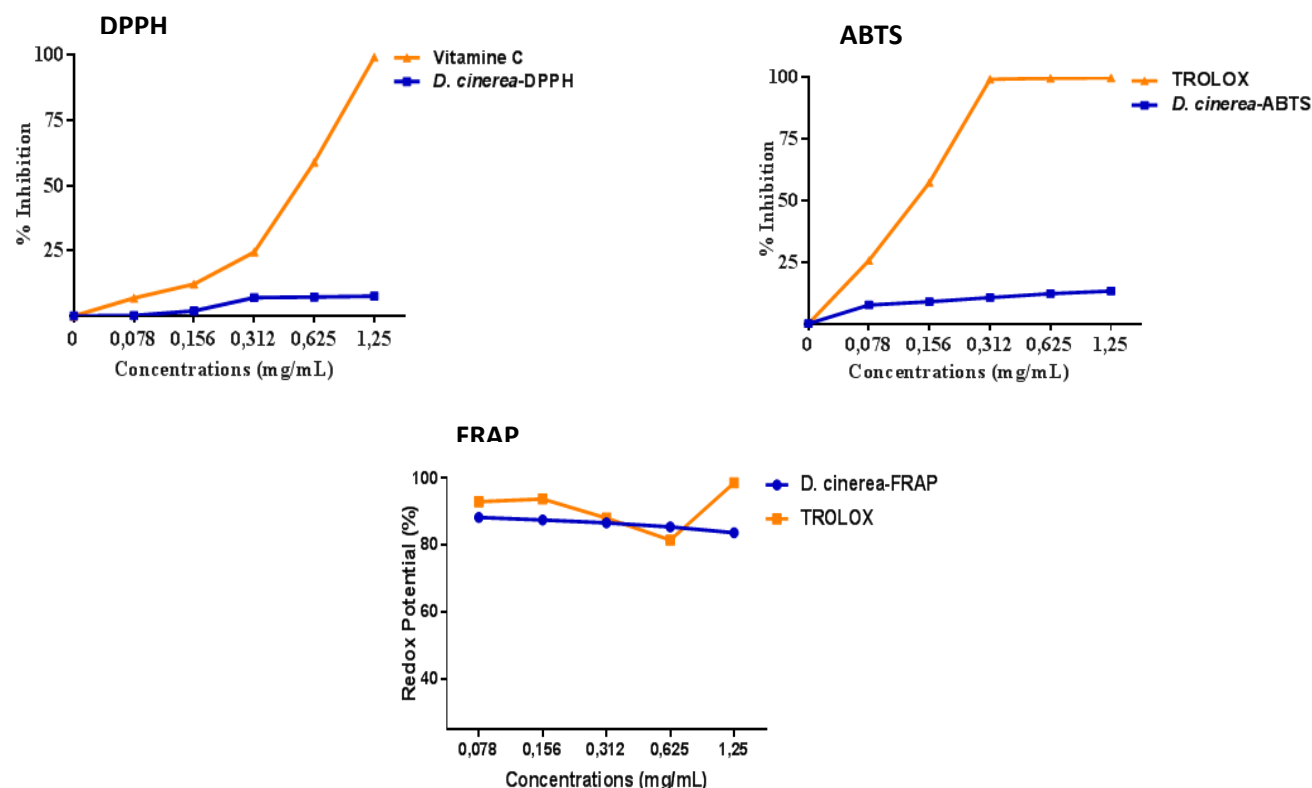 DPPH
100
75
50
25
% Inhibition
0
0,078
0,156
0,312
0,625
1,25
Concentrations (mg/mL)
Vitamine C
D. cinerea-DPPH
ABTS
100
75
50
25
% Inhibition
0
0,078
0,156
0,312
0,625
1,25
Concentrations (mg/mL)
TROLOX
D. cinerea-ABTS
FRAP
100
80
60
40
Redox Potential (%)
0,078
0,156
0,312
0,625
1,25
Concentrations (mg/mL)
D. cinerea-FRAP
TROLOX